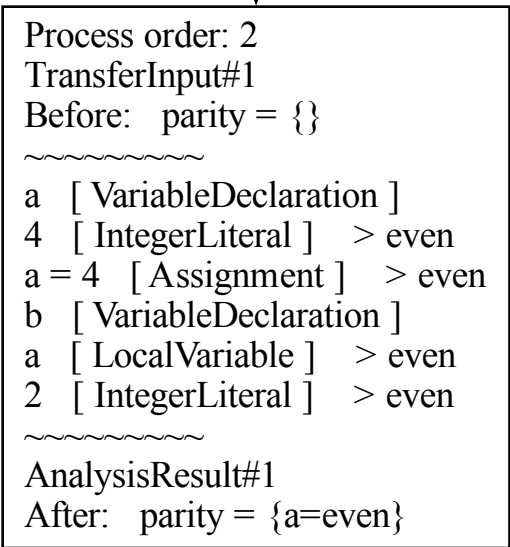 Process order: 2
TransferInput#1
Before: parity = {}
~~~~~~~~~
a [ VariableDeclaration ]
4 [ IntegerLiteral ] > even
a = 4 [ Assignment ] > even
b [ VariableDeclaration ]
a [ LocalVariable ] > even
2 [ IntegerLiteral ] > even
~~~~~~~~~
AnalysisResult#1
After: parity = {a=even}